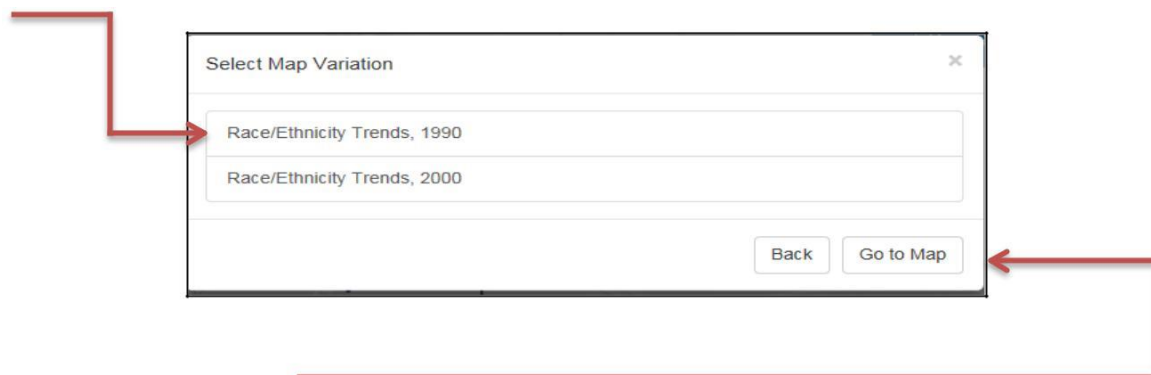 Select Map Variation ×
Race/Ethnicity Trends, 1990
Race/Ethnicity Trends, 2000
Back Go to Map